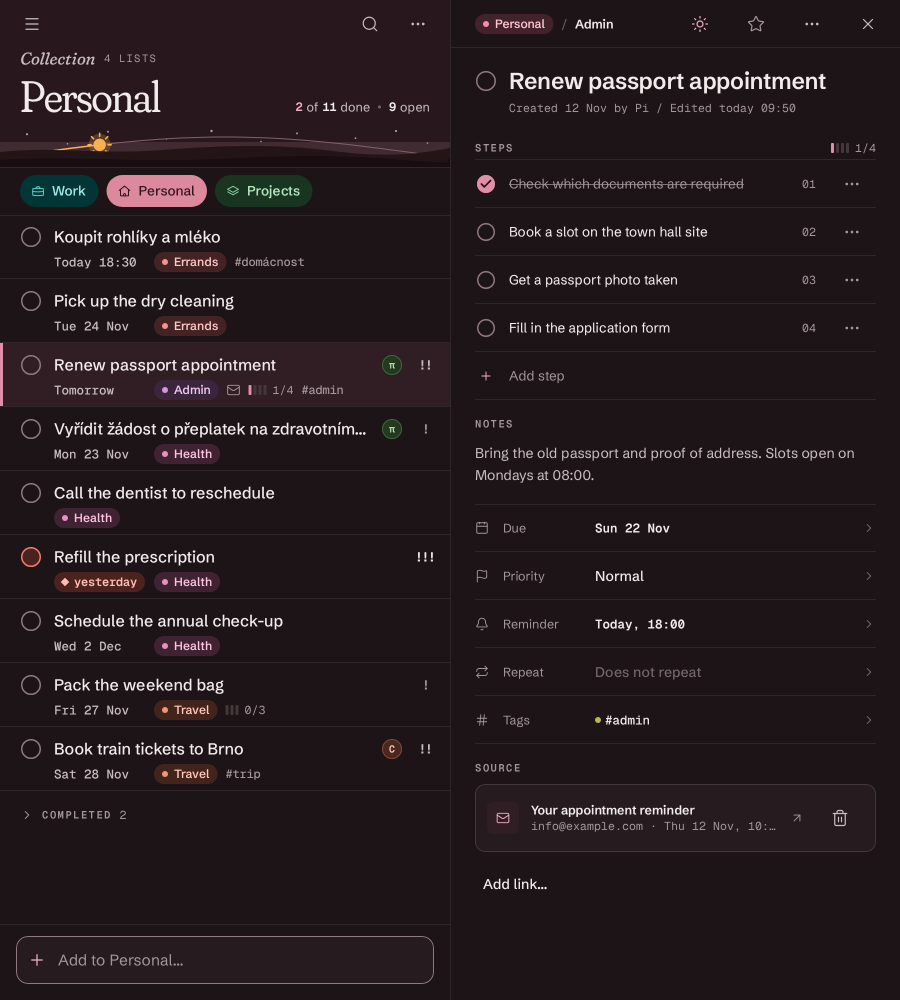 Collection 4 LISTS
Personal
2 of 11 done • 9 open
Work
Personal
Projects
Koupit rohlíky a mléko
Today 18:30 Errands #domácnost
Pick up the dry cleaning
Tue 24 Nov Errands
Renew passport appointment π !!
Tomorrow Admin 1/4 #admin
Vyřídit žádost o přeplatek na zdravotním… π !
Mon 23 Nov Health
Call the dentist to reschedule
Health
Refill the prescription !!!
yesterday Health
Schedule the annual check-up
Wed 2 Dec Health
Pack the weekend bag !
Fri 27 Nov Travel 0/3
Book train tickets to Brno C !!
Sat 28 Nov Travel #trip
COMPLETED 2
Add to Personal…
Personal / Admin
Renew passport appointment
Created 12 Nov by Pi / Edited today 09:50
STEPS 1/4
Check which documents are required 01
Book a slot on the town hall site 02
Get a passport photo taken 03
Fill in the application form 04
Add step
NOTES
Bring the old passport and proof of address. Slots open on
Mondays at 08:00.
Due Sun 22 Nov
Priority Normal
Reminder Today, 18:00
Repeat Does not repeat
Tags #admin
SOURCE
Your appointment reminder
info@example.com · Thu 12 Nov, 10:…
Add link…